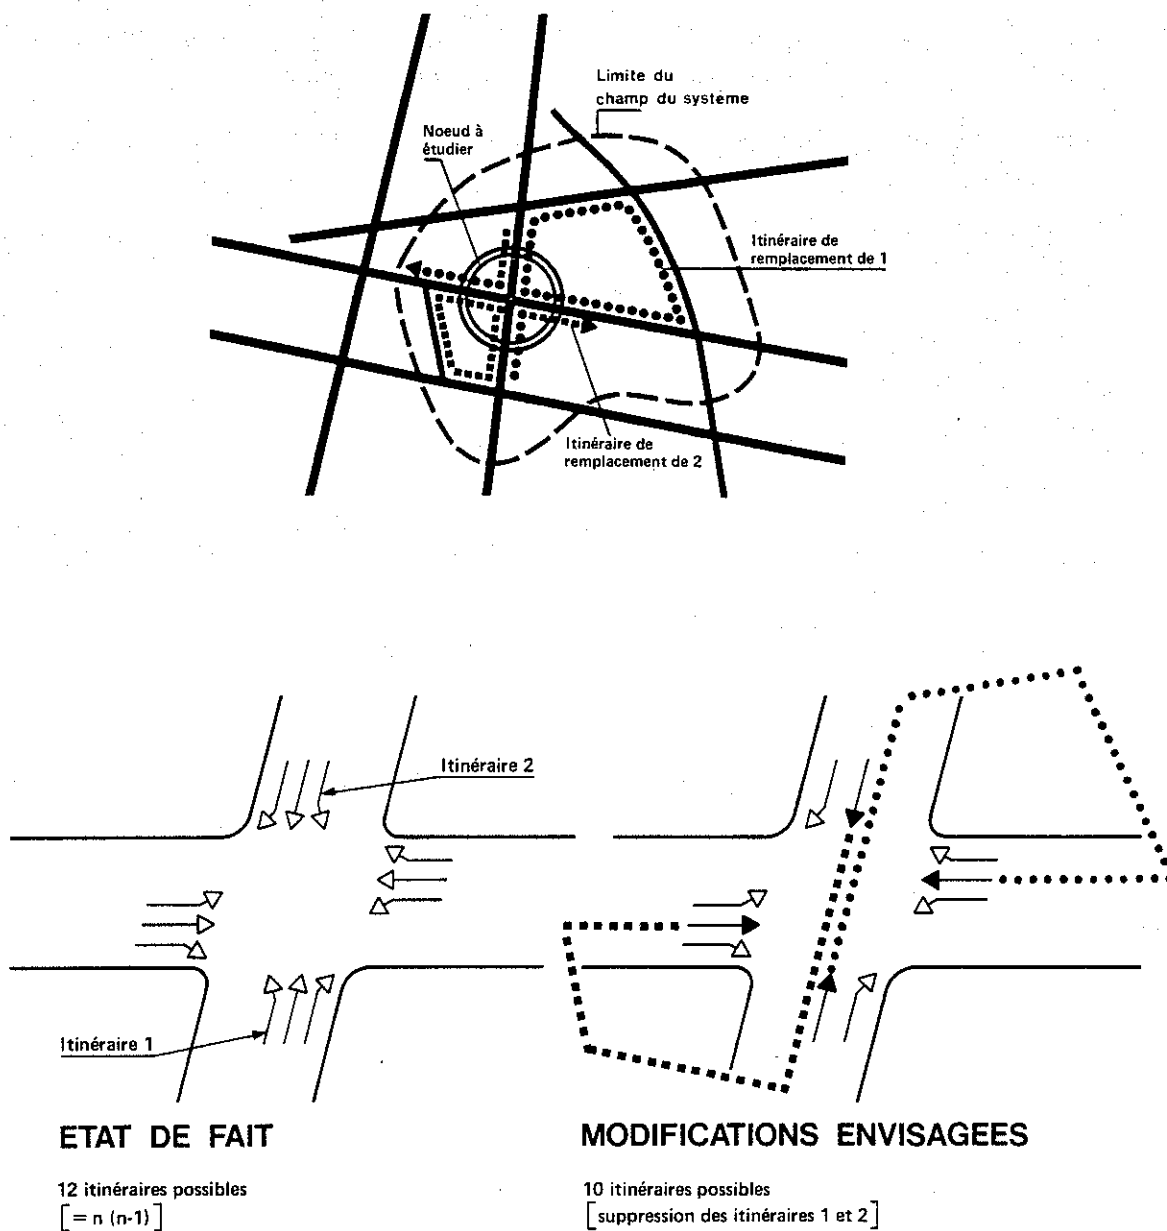 Limite du
champ du système
Noeud à
étudier
Itinéraire de
remplacement de 1
Itinéraire de
remplacement de 2
Itinéraire 2
Itinéraire 1
ETAT DE FAIT
12 itinéraires possibles
[= n (n-1)]
MODIFICATIONS ENVISAGEES
10 itinéraires possibles
[suppression des itinéraires 1 et 2]